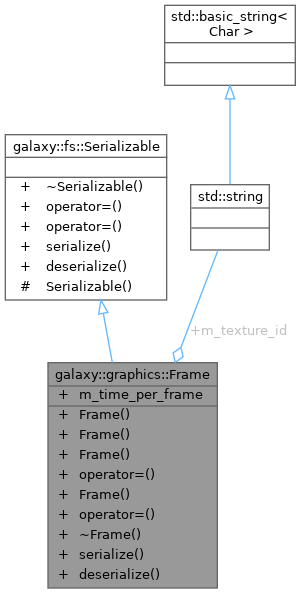 std::basic_string<
Char >
galaxy::fs::Serializable
+ ~Serializable()
+ operator=()
+ operator=()
+ serialize()
+ deserialize()
# Serializable()
std::string
+m_texture_id
galaxy::graphics::Frame
+ m_time_per_frame
+ Frame()
+ Frame()
+ Frame()
+ operator=()
+ Frame()
+ operator=()
+ ~Frame()
+ serialize()
+ deserialize()